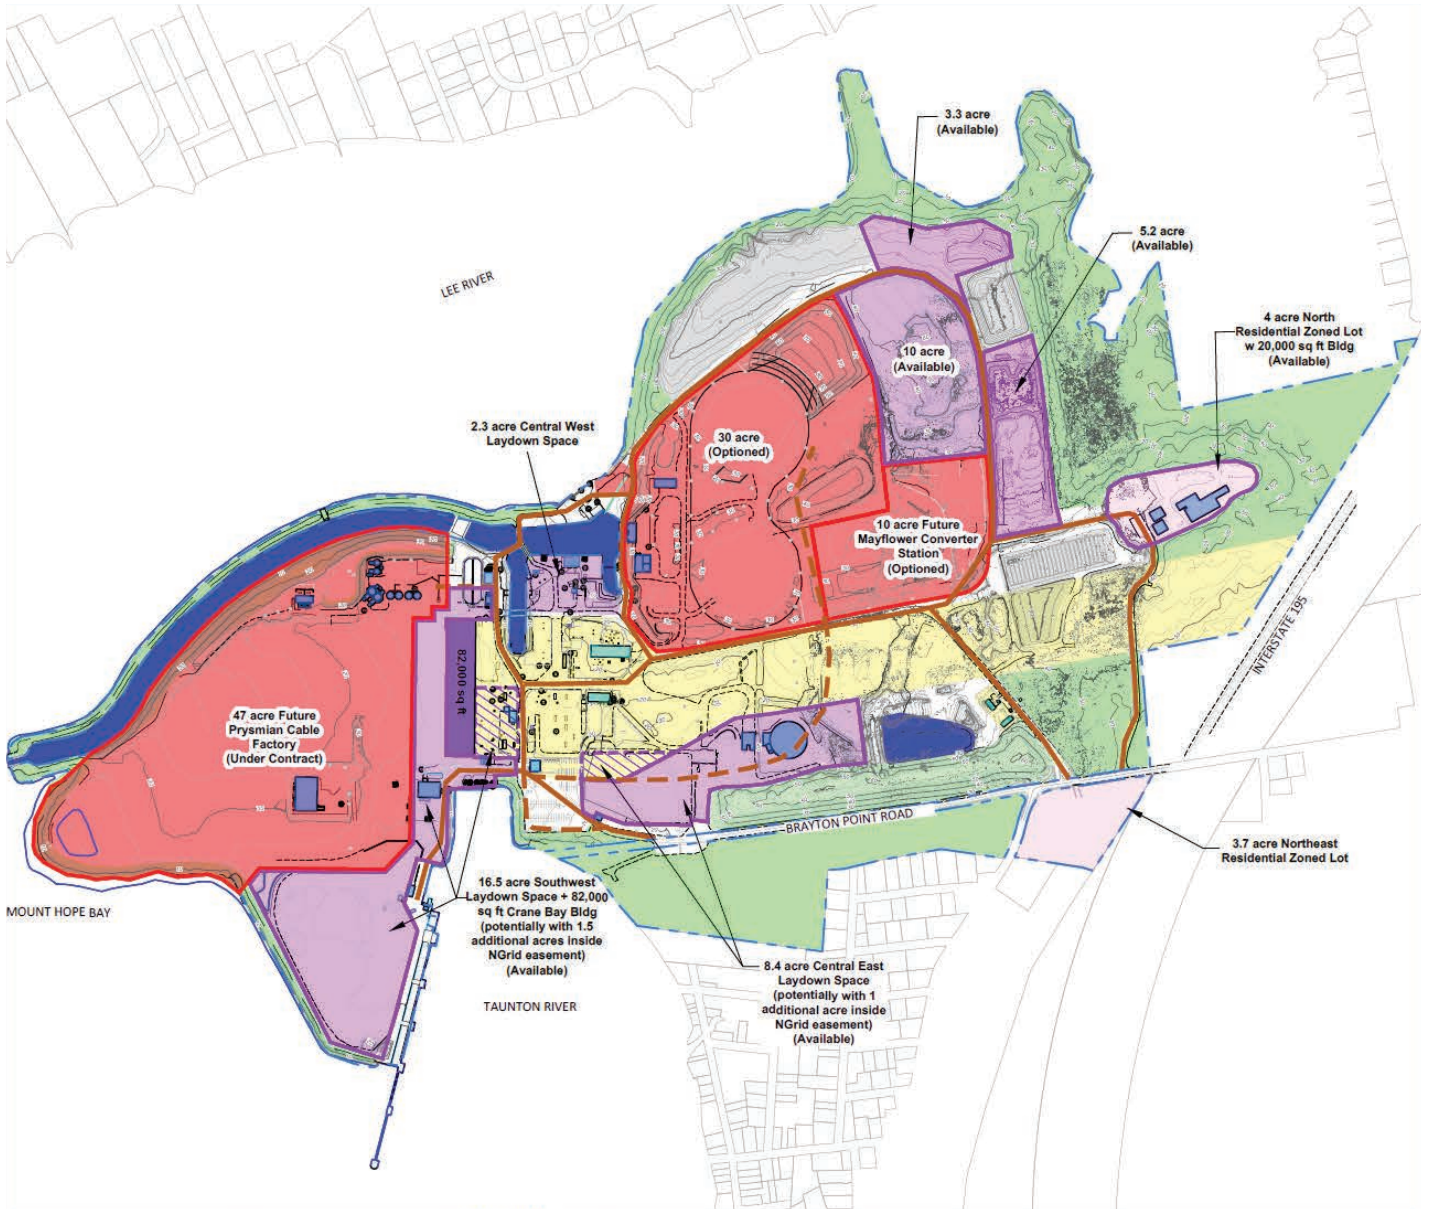 3.3 acre
(Available)
5.2 acre
(Available)
LEE RIVER
4 acre North
Residential Zoned Lot
w 20,000 sq ft Bldg
(Available)
10 acre
(Available)
2.3 acre Central West
Laydown Space
30 acre
(Optioned)
10 acre Future
Mayflower Converter
Station
(Optioned)
INTERSTATE 195
82,000 sq ft
47 acre Future
Prysmian Cable
Factory
(Under Contract)
BRAYTON POINT ROAD
3.7 acre Northeast
Residential Zoned Lot
MOUNT HOPE BAY
16.5 acre Southwest
Laydown Space + 82,000
sq ft Crane Bay Bldg
(potentially with 1.5
additional acres inside
NGrid easement)
(Available)
8.4 acre Central East
Laydown Space
(potentially with 1
additional acre inside
NGrid easement)
(Available)
TAUNTON RIVER